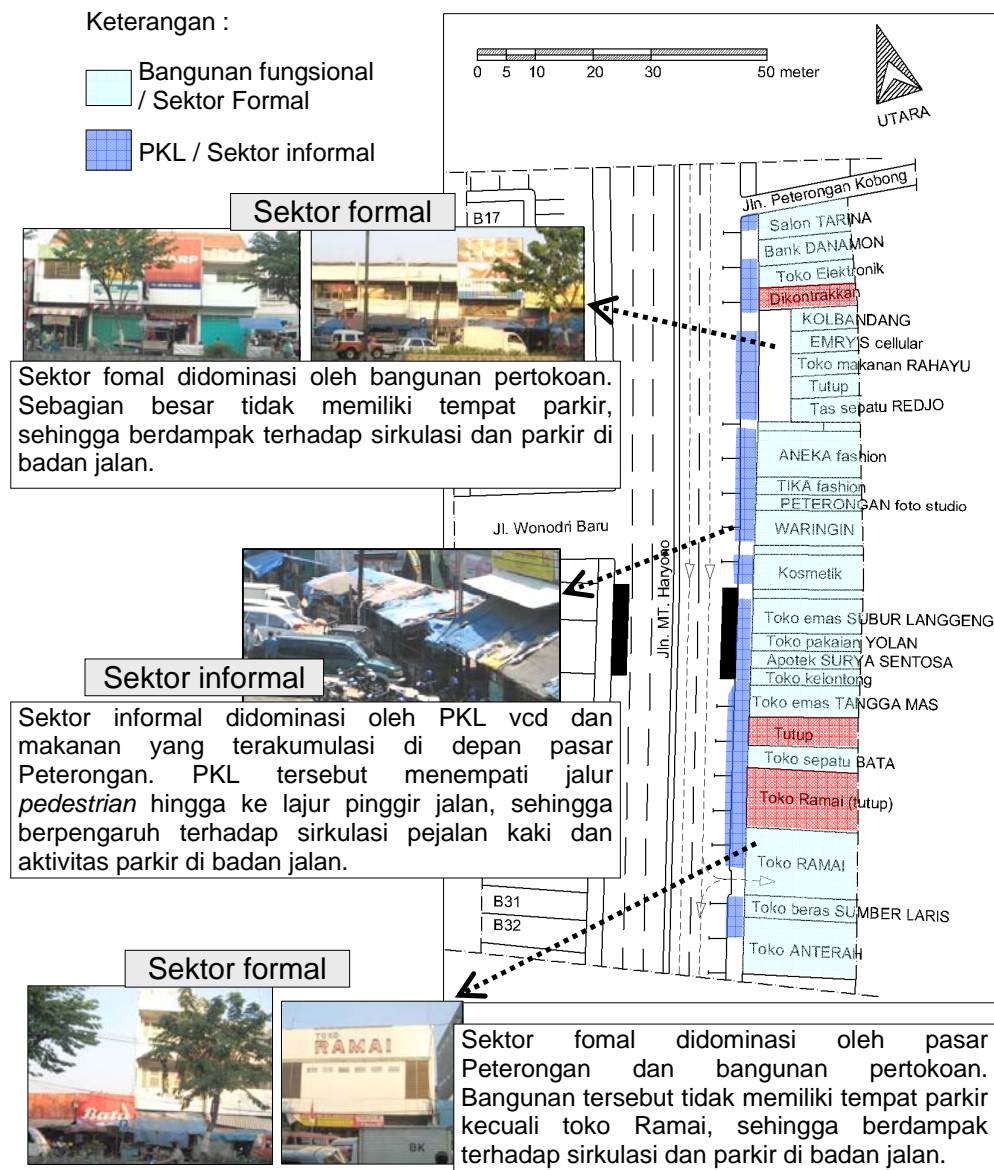 Keterangan :
Bangunan fungsional
/ Sektor Formal
PKL / Sektor informal
0 5 10 20 30 50 meter
UTARA
Jln. Peterongan Kobong
B17
Salon TARINA
Bank DANAMON
Toko Elektronik
Dikontrakkan
KOLBANDANG
EMRYS cellular
Toko makanan RAHAYU
Tutup
Tas sepatu REDJO
ANEKA fashion
TIKA fashion
PETERONGAN foto studio
WARINGIN
Kosmetik
Toko emas SUBUR LANGGENG
Toko pakaian YOLAN
Apotek SURYA SENTOSA
Toko kelontong
Toko emas TANGGA MAS
Tutup
Toko sepatu BATA
Toko Ramai (tutup)
Toko RAMAI
Toko beras SUMBER LARIS
Toko ANTERAH
Jl. Wonodri Baru
Jln. MT. Haryono
B31
B32
Sektor formal
Sektor fomal didominasi oleh bangunan pertokoan.
Sebagian besar tidak memiliki tempat parkir,
sehingga berdampak terhadap sirkulasi dan parkir di
badan jalan.
Sektor informal
Sektor informal didominasi oleh PKL vcd dan
makanan yang terakumulasi di depan pasar
Peterongan. PKL tersebut menempati jalur
pedestrian hingga ke lajur pinggir jalan, sehingga
berpengaruh terhadap sirkulasi pejalan kaki dan
aktivitas parkir di badan jalan.
Sektor formal
Bata
TOKO
RAMAI
BK
Sektor fomal didominasi oleh pasar
Peterongan dan bangunan pertokoan.
Bangunan tersebut tidak memiliki tempat parkir
kecuali toko Ramai, sehingga berdampak
terhadap sirkulasi dan parkir di badan jalan.